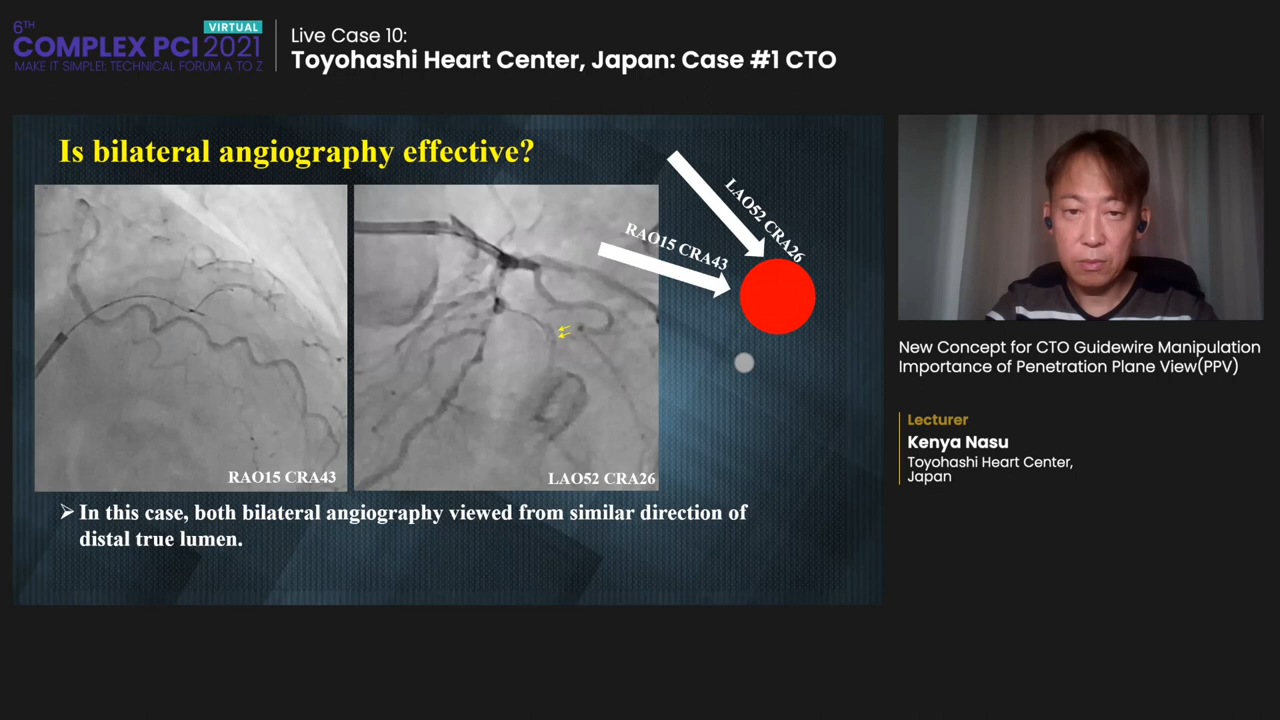 6TH
VIRTUAL
COMPLEX PCI 2021
MAKE IT SIMPLE!: TECHNICAL FORUM A TO Z
Live Case 10:
Toyohashi Heart Center, Japan: Case #1 CTO
Is bilateral angiography effective?
LAO52 CRA26
RAO15 CRA43
RAO15 CRA43
LAO52 CRA26
➢ In this case, both bilateral angiography viewed from similar direction of
distal true lumen.
New Concept for CTO Guidewire Manipulation
Importance of Penetration Plane View(PPV)
Lecturer
Kenya Nasu
Toyohashi Heart Center,
Japan